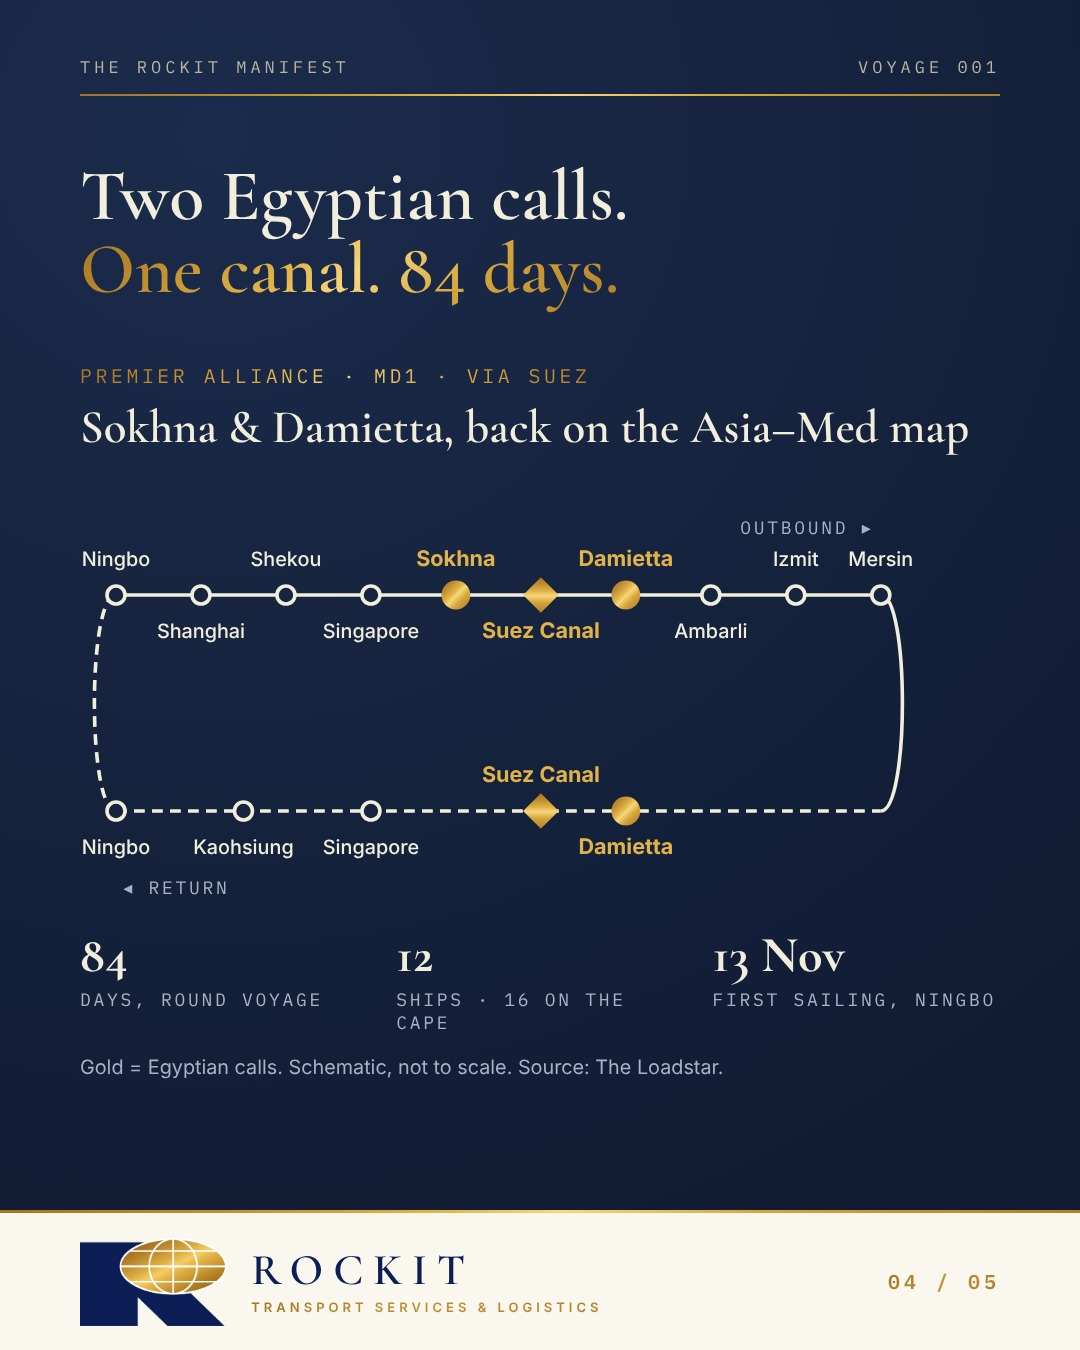 THE ROCKIT MANIFEST
VOYAGE 001
Two Egyptian calls.
One canal. 84 days.
PREMIER ALLIANCE · MD1 · VIA SUEZ
Sokhna & Damietta, back on the Asia–Med map
OUTBOUND ►
Ningbo
Shekou
Sokhna
Damietta
Izmit
Mersin
Shanghai
Singapore
Suez Canal
Ambarli
Suez Canal
Ningbo
Kaohsiung
Singapore
Damietta
◄ RETURN
84
DAYS, ROUND VOYAGE
12
SHIPS · 16 ON THE
CAPE
13 Nov
FIRST SAILING, NINGBO
Gold = Egyptian calls. Schematic, not to scale. Source: The Loadstar.
ROCKIT
TRANSPORT SERVICES & LOGISTICS
04 / 05